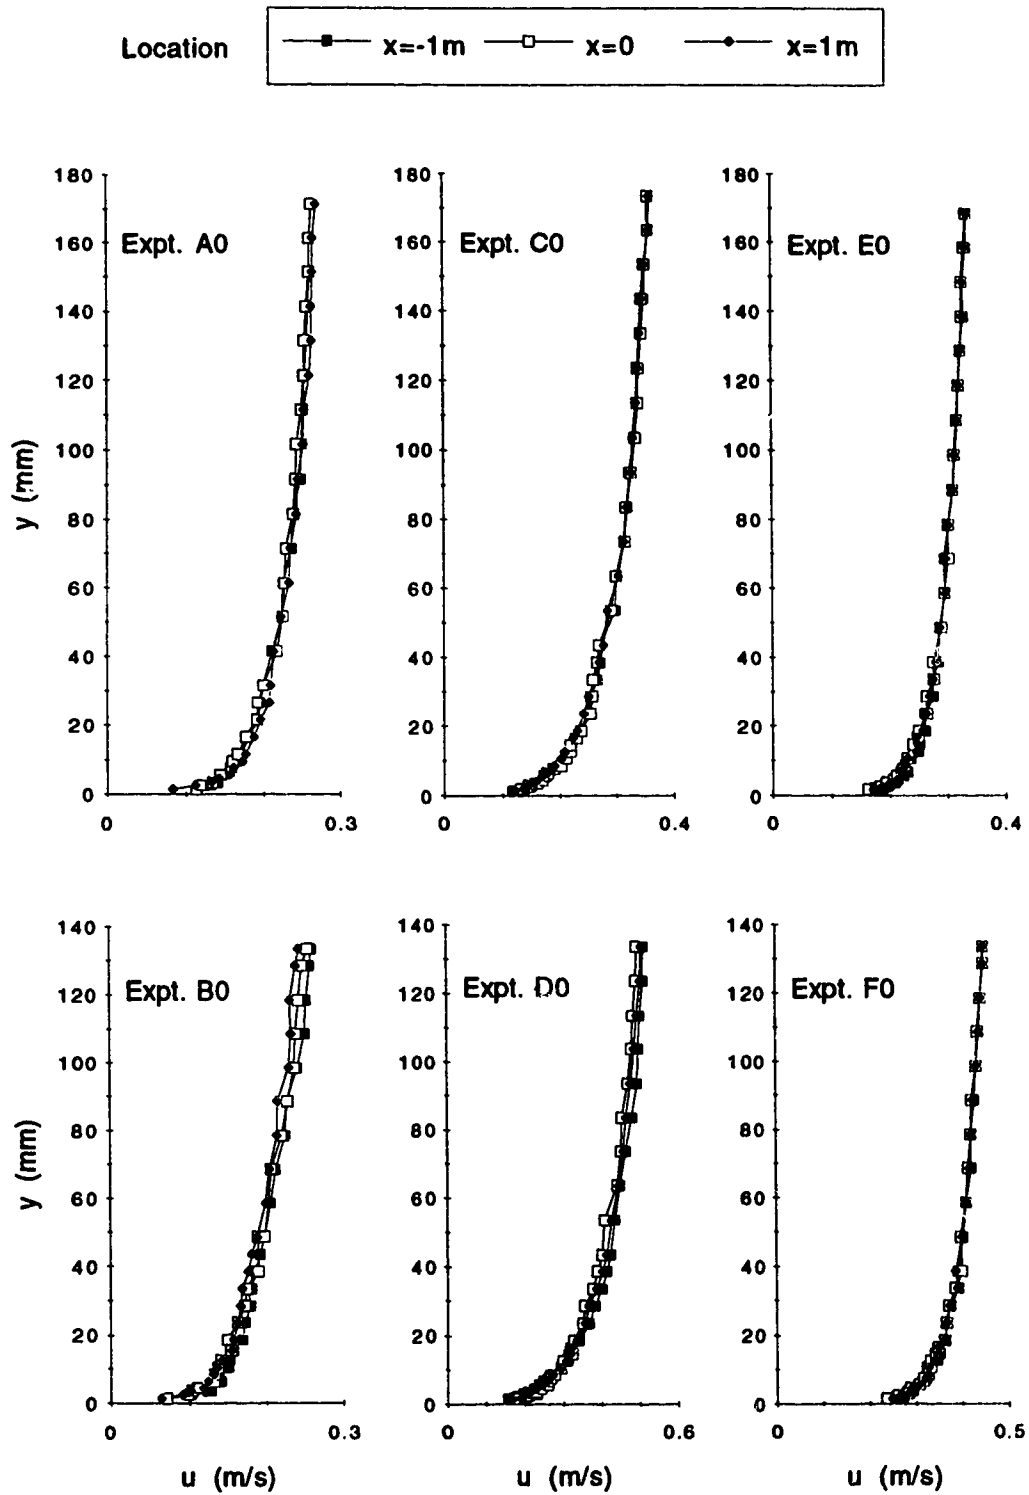 Location x=-1m x=0 x=1m
180 180 180
160 160 160
Expt. A0 Expt. C0 Expt. E0
140 140 140
120 120 120
100 100 100
y (mm)
80 80 80
60 60 60
40 40 40
20 20 20
0 0 0
0 0.3 0 0.4 0 0.4
140 140 140
Expt. B0 Expt. D0 Expt. F0
120 120 120
100 100 100
80 80 80
y (mm)
60 60 60
40 40 40
20 20 20
0 0 0
0 0.3 0 0.6 0 0.5
u (m/s) u (m/s) u (m/s)